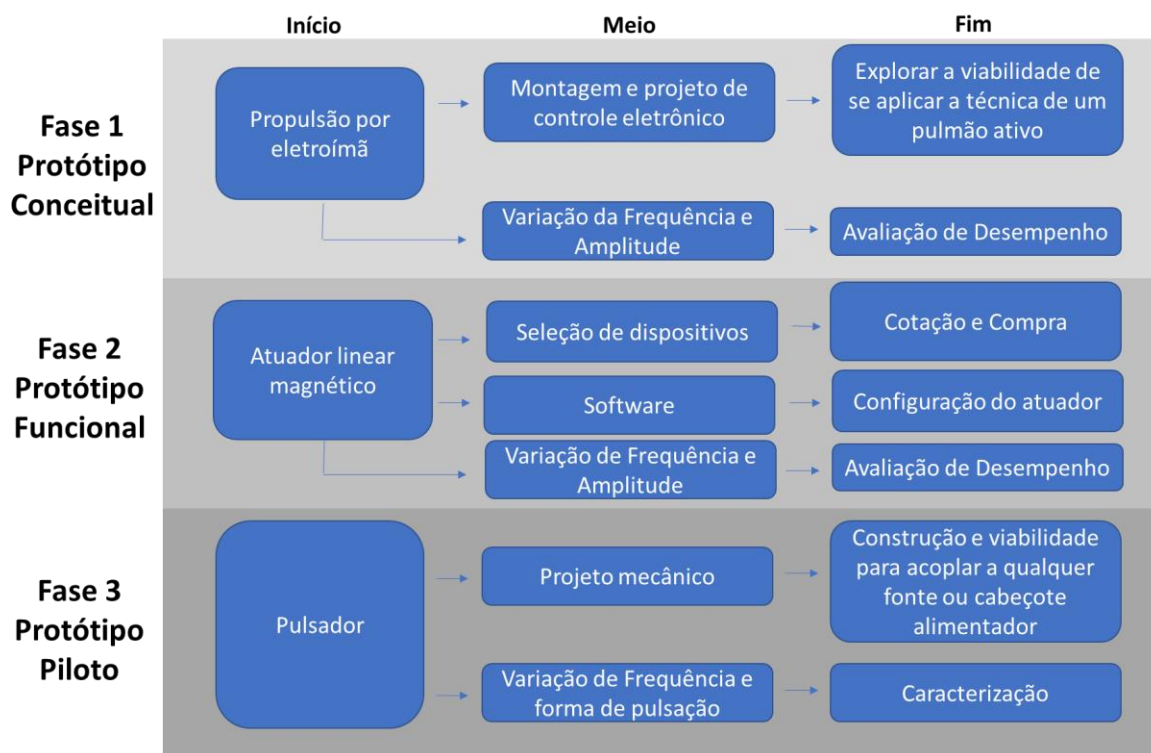 Início
Meio
Fim
Fase 1
Protótipo
Conceitual
Propulsão por
eletroímã
Montagem e projeto de
controle eletrônico
Explorar a viabilidade de
se aplicar a técnica de um
pulmão ativo
Variação da Frequência e
Amplitude
Avaliação de Desempenho
Fase 2
Protótipo
Funcional
Atuador linear
magnético
Seleção de dispositivos
Cotação e Compra
Software
Configuração do atuador
Variação de Frequência e
Amplitude
Avaliação de Desempenho
Fase 3
Protótipo
Piloto
Pulsador
Projeto mecânico
Construção e viabilidade
para acoplar a qualquer
fonte ou cabeçote
alimentador
Variação de Frequência e
forma de pulsação
Caracterização